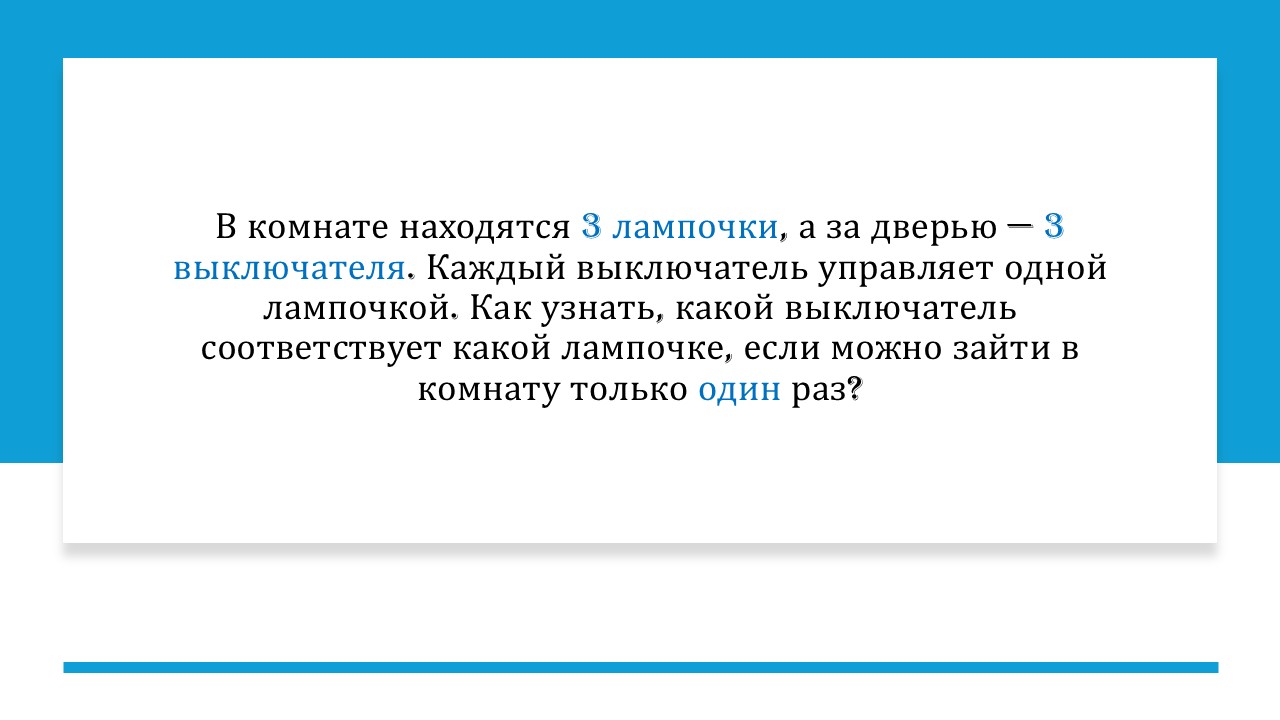 В комнате находятся 3 лампочки, а за дверью — 3
выключателя. Каждый выключатель управляет одной
лампочкой. Как узнать, какой выключатель
соответствует какой лампочке, если можно зайти в
комнату только один раз?